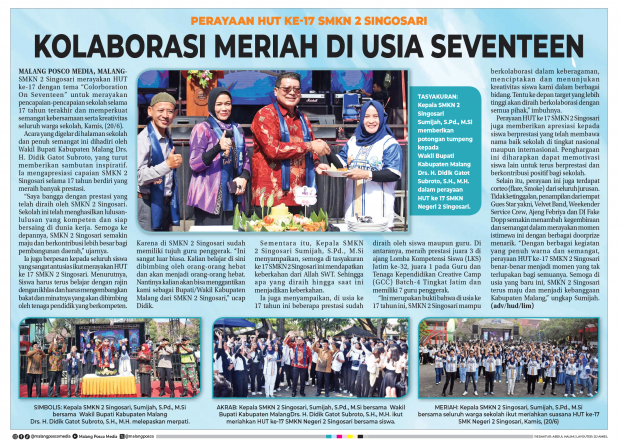 PERAYAAN HUT KE-17 SMKN 2 SINGOSARI
KOLABORASI MERIAH DI USIA SEVENTEEN
MALANG POSCO MEDIA, MALANG-
SMKN 2 Singosari merayakan HUT
ke-17 dengan tema “Colorboration
On Seventeen” untuk merayakan
pencapaian-pencapaian sekolah selama
17 tahun terakhir dan memperkuat
semangat kebersamaan serta kreativitas
seluruh warga sekolah, Kamis, (20/6).
Acara yang digelar di halaman sekolah
dan penuh semangat ini dihadiri oleh
Wakil Bupati Kabupaten Malang Drs.
H. Didik Gatot Subroto, yang turut
memberikan sambutan inspiratif.
Ia mengapresiasi capaian SMKN 2
Singosari selama 17 tahun berdiri yang
meraih banyak prestasi.
“Saya bangga dengan prestasi yang
telah diraih oleh SMKN 2 Singosari.
Sekolah ini telah menghasilkan lulusan-
lulusan yang kompeten dan siap
bersaing di dunia kerja. Semoga ke
depannya, SMKN 2 Singosari semakin
maju dan berkontribusi lebih besar bagi
pembangunan daerah,” ujarnya.
Ia juga berpesan kepada seluruh siswa
yang sangat antusias ikut merayakan HUT
ke 17 SMKN 2 Singosari. Menurutnya,
Siswa harus terus belajar dengan rajin
dengan ikhlas dan harus mengembangkan
bakat dan minatnya yang akan dibimbing
oleh tenaga pendidik yang berkompeten.
Karena di SMKN 2 Singosari sudah
memiliki tujuh guru penggerak. “Ini
sangat luar biasa. Kalian belajar di sini
dibimbing oleh orang-orang hebat
dan akan menjadi orang-orang hebat.
Nantinya kalian akan bisa menggantikan
kami sebagai Bupati/Wakil Kabupaten
Malang dari SMKN 2 Singosari,” ucap
Didik.
Sementara itu, Kepala SMKN
2 Singosari Sumijah, S.Pd., M.Si
menyampaikan, semoga di perayaan
ke-17 SMKN 2 Singosari ini mendapatkan
keberkahan dari Allah SWT. Sehingga
apa yang diraih hingga saat ini
menjadikan keberkahan.
Ia juga menyampaikan, di usia ke
17 tahun ini beberapa prestasi sudah
diraih oleh siswa maupun guru. Di
antaranya, meraih prestasi juara 3 di
ajang Lomba Kompetensi Siswa (LKS)
Jatim ke-32, juara 1 pada Guru dan
Tenaga Kependidikan Creative Camp
(GCC) Batch-4 Tingkat Jatim dan
memiliki 7 guru penggerak.
“Ini merupakan bukti bahwa di usia ke
17 tahun ini, SMKN 2 Singosari mampu
berkolaborasi dalam keberagaman,
menciptakan dan menunjukan
kreativitas siswa kami dalam berbagai
bidang. Tentu ke depan target yang lebih
tinggi akan diraih berkolaborasi dengan
semua pihak,” imbuhnya.
Perayaan HUT ke 17 SMKN 2 Singosari
juga memberikan apresiasi kepada
siswa berprestasi yang telah membawa
nama baik sekolah di tingkat nasional
maupun internasional. Penghargaan
ini diharapkan dapat memotivasi
siswa lain untuk terus berprestasi dan
berkontribusi positif bagi sekolah.
Selain itu, perayaan ini juga terdapat
corteo (flare, Smoke) dari seluruh jurusan.
Tidak ketinggalan, penampilan dari empat
Gues Star yakni, Velvet Band, Weekender
Service Crew, Ajeng Febriya dan DJ Fake
Dopp semakin menambah kegembiraan
dan semangat dalam merayakan momen
istimewa ini dengan berbagai doorprize
menarik. “Dengan berbagai kegiatan
yang penuh warna dan semangat,
perayaan HUT ke-17 SMKN 2 Singosari
benar-benar menjadi momen yang tak
terlupakan bagi semuanya. Semoga di
usia yang baru ini, SMKN 2 Singosari
terus maju dan menjadi kebanggaan
Kabupaten Malang,” ungkap Sumijah.
(adv/hud/lim)
TASYAKURAN:
Kepala SMKN 2
Singosari
Sumijah, S.Pd., M.Si
memberikan
potongan tumpeng
kepada
Wakil Bupati
Kabupaten Malang
Drs. H. Didik Gatot
Subroto, S.H., M.H.
dalam perayaan
HUT ke 17 SMKN
Negeri 2 Singosari.
SIMBOLIS: Kepala SMKN 2 Singosari, Sumijah, S.Pd., M.Si
bersama Wakil Bupati Kabupaten Malang
Drs. H. Didik Gatot Subroto, S.H., M.H. melepaskan merpati.
AKRAB: Kepala SMKN 2 Singosari, Sumijah, S.Pd., M.Si bersama Wakil
Bupati Kabupaten MalangDrs. H. Didik Gatot Subroto, S.H., M.H. ikut
meriahkan HUT ke-17 SMKN Negeri 2 Singosari bersama siswa.
MERIAH: Kepala SMKN 2 Singosari, Sumijah, S.Pd., M.Si
bersama seluruh warga sekolah ikut meriahkan suasana HUT ke-17
SMK Negeri 2 Singosari, Kamis, (20/6)
malangposcomedia
Malang Posco Media
malangposco